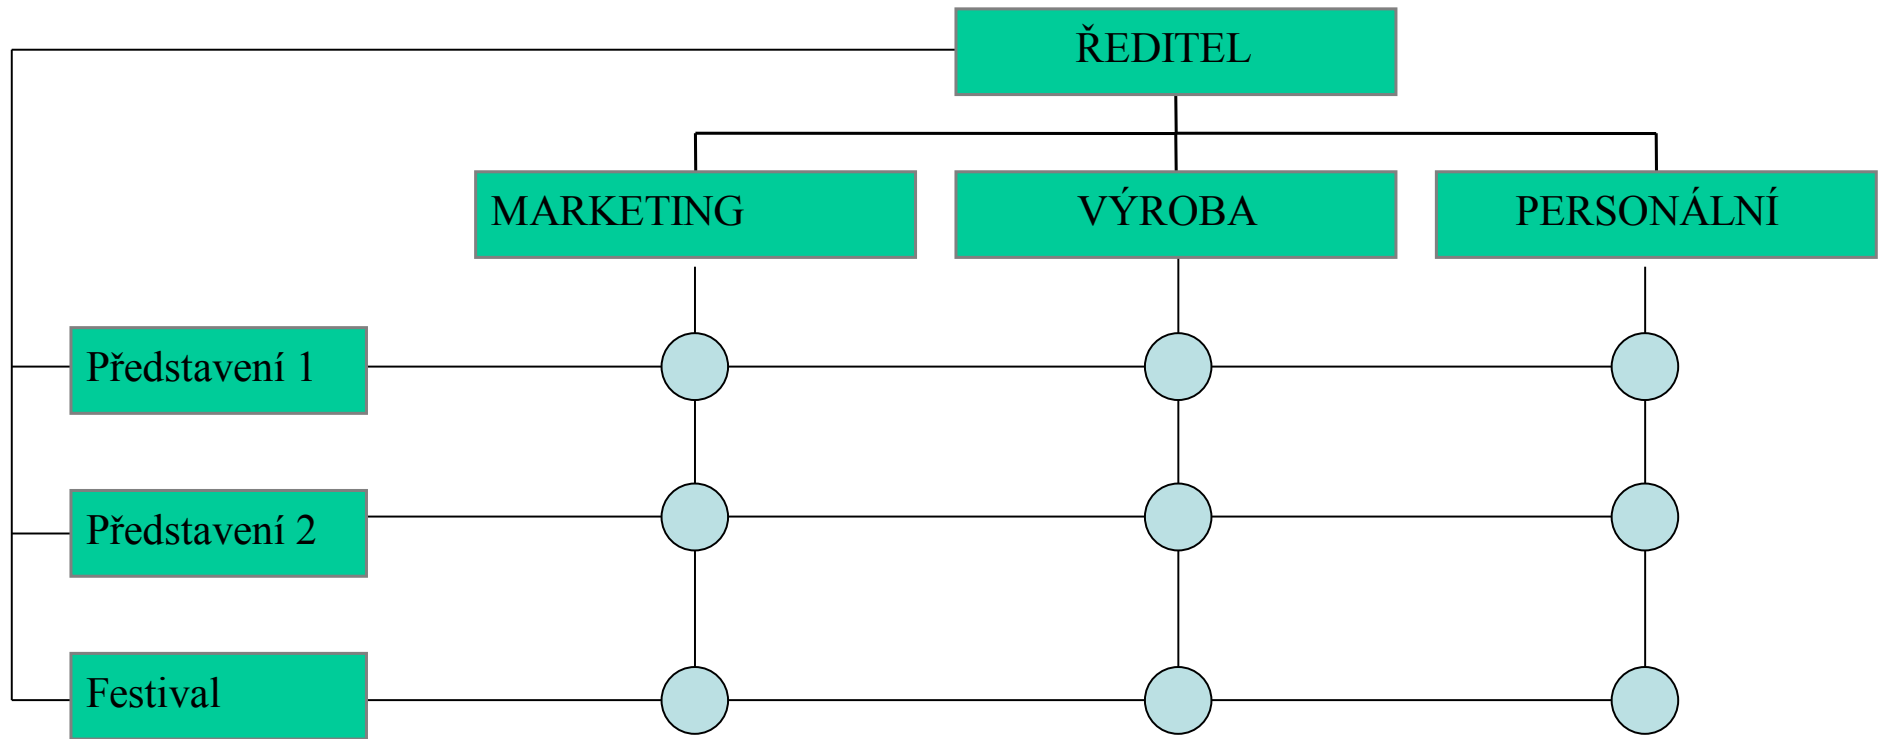 ŘEDITEL
MARKETING
VÝROBA
PERSONÁLNÍ
Představení 1
Představení 2
Festival